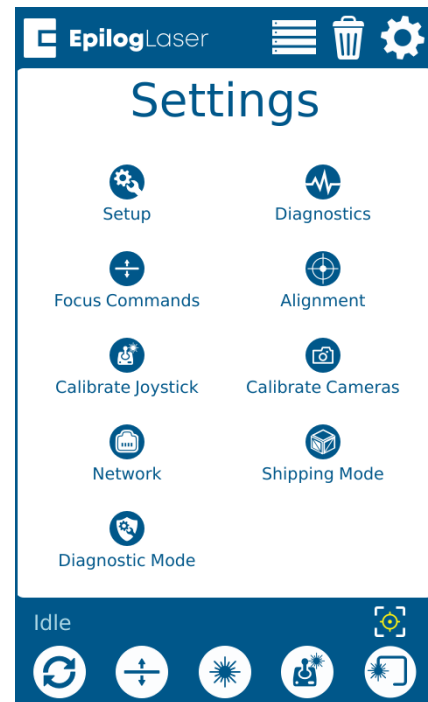 EpilogLaser
Settings
Setup
Diagnostics
Focus Commands
Alignment
Calibrate Joystick
Calibrate Cameras
Network
Shipping Mode
Diagnostic Mode
Idle